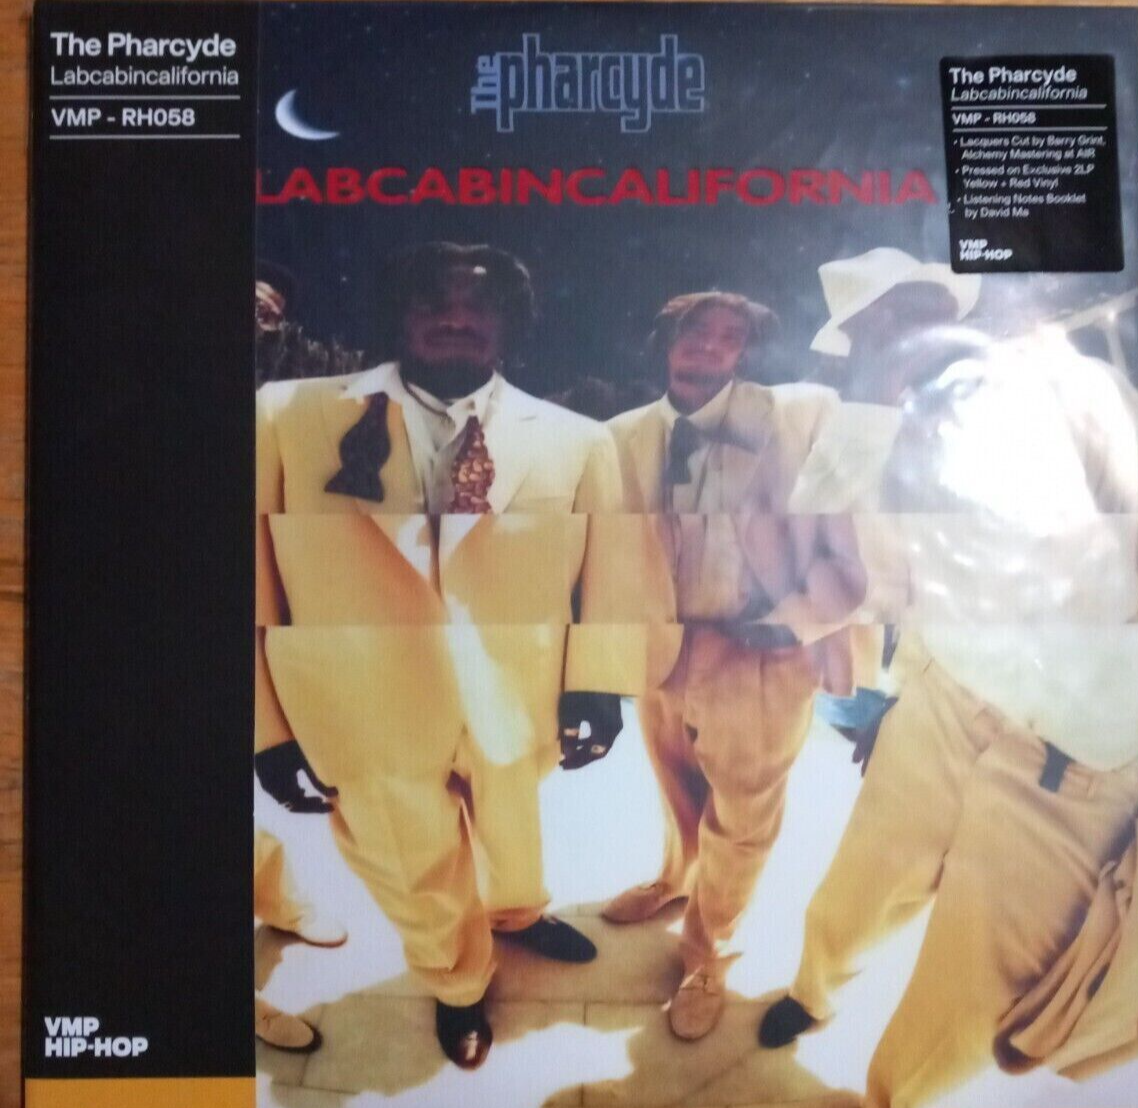 The Pharcyde
Labcabincalifornia
VMP - RH058
the pharcyde
LABCABINCALIFORNIA
The Pharcyde
Labcabincalifornia
VMP - RH058
• Lacquers Cut by Barry Grint,
Alchemy Mastering at AIR
• Pressed on Exclusive 2LP
Yellow + Red Vinyl
• Listening Notes Booklet
by David Ma
VMP
HIP-HOP
VMP
HIP-HOP